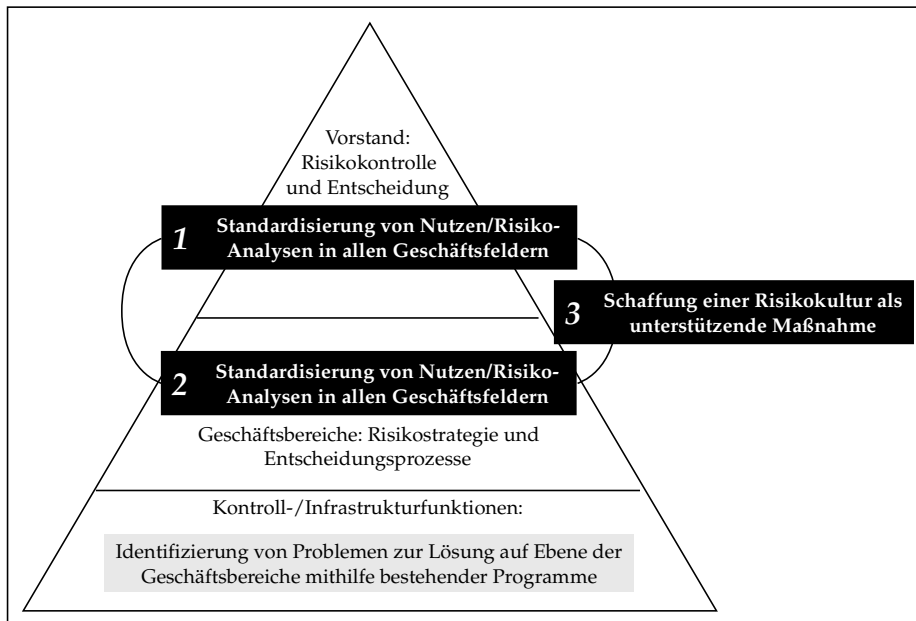 Vorstand:
Risikokontrolle
und Entscheidung
1
Standardisierung von Nutzen/Risiko-
Analysen in allen Geschäftsfeldern
3
Schaffung einer Risikokultur als
unterstützende Maßnahme
2
Standardisierung von Nutzen/Risiko-
Analysen in allen Geschäftsfeldern
Geschäftsbereiche: Risikostrategie und
Entscheidungsprozesse
Kontroll-/Infrastrukturfunktionen:
Identifizierung von Problemen zur Lösung auf Ebene der
Geschäftsbereiche mithilfe bestehender Programme